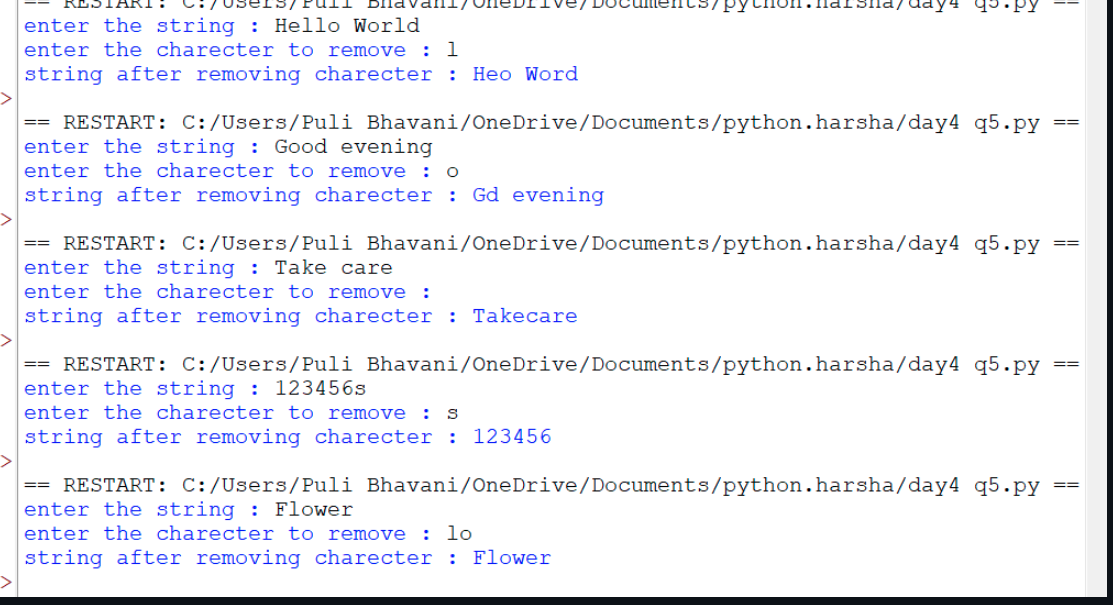 == RESTART: C:/Users/Puli Bhavani/OneDrive/Documents/python.harsha/day4 q5.py ==
enter the string : Hello World
enter the charecter to remove : l
string after removing charecter : Heo Word
>
== RESTART: C:/Users/Puli Bhavani/OneDrive/Documents/python.harsha/day4 q5.py ==
enter the string : Good evening
enter the charecter to remove : o
string after removing charecter : Gd evening
>
== RESTART: C:/Users/Puli Bhavani/OneDrive/Documents/python.harsha/day4 q5.py ==
enter the string : Take care
enter the charecter to remove :
string after removing charecter : Takecare
>
== RESTART: C:/Users/Puli Bhavani/OneDrive/Documents/python.harsha/day4 q5.py ==
enter the string : 123456s
enter the charecter to remove : s
string after removing charecter : 123456
>
== RESTART: C:/Users/Puli Bhavani/OneDrive/Documents/python.harsha/day4 q5.py ==
enter the string : Flower
enter the charecter to remove : lo
string after removing charecter : Flower
>